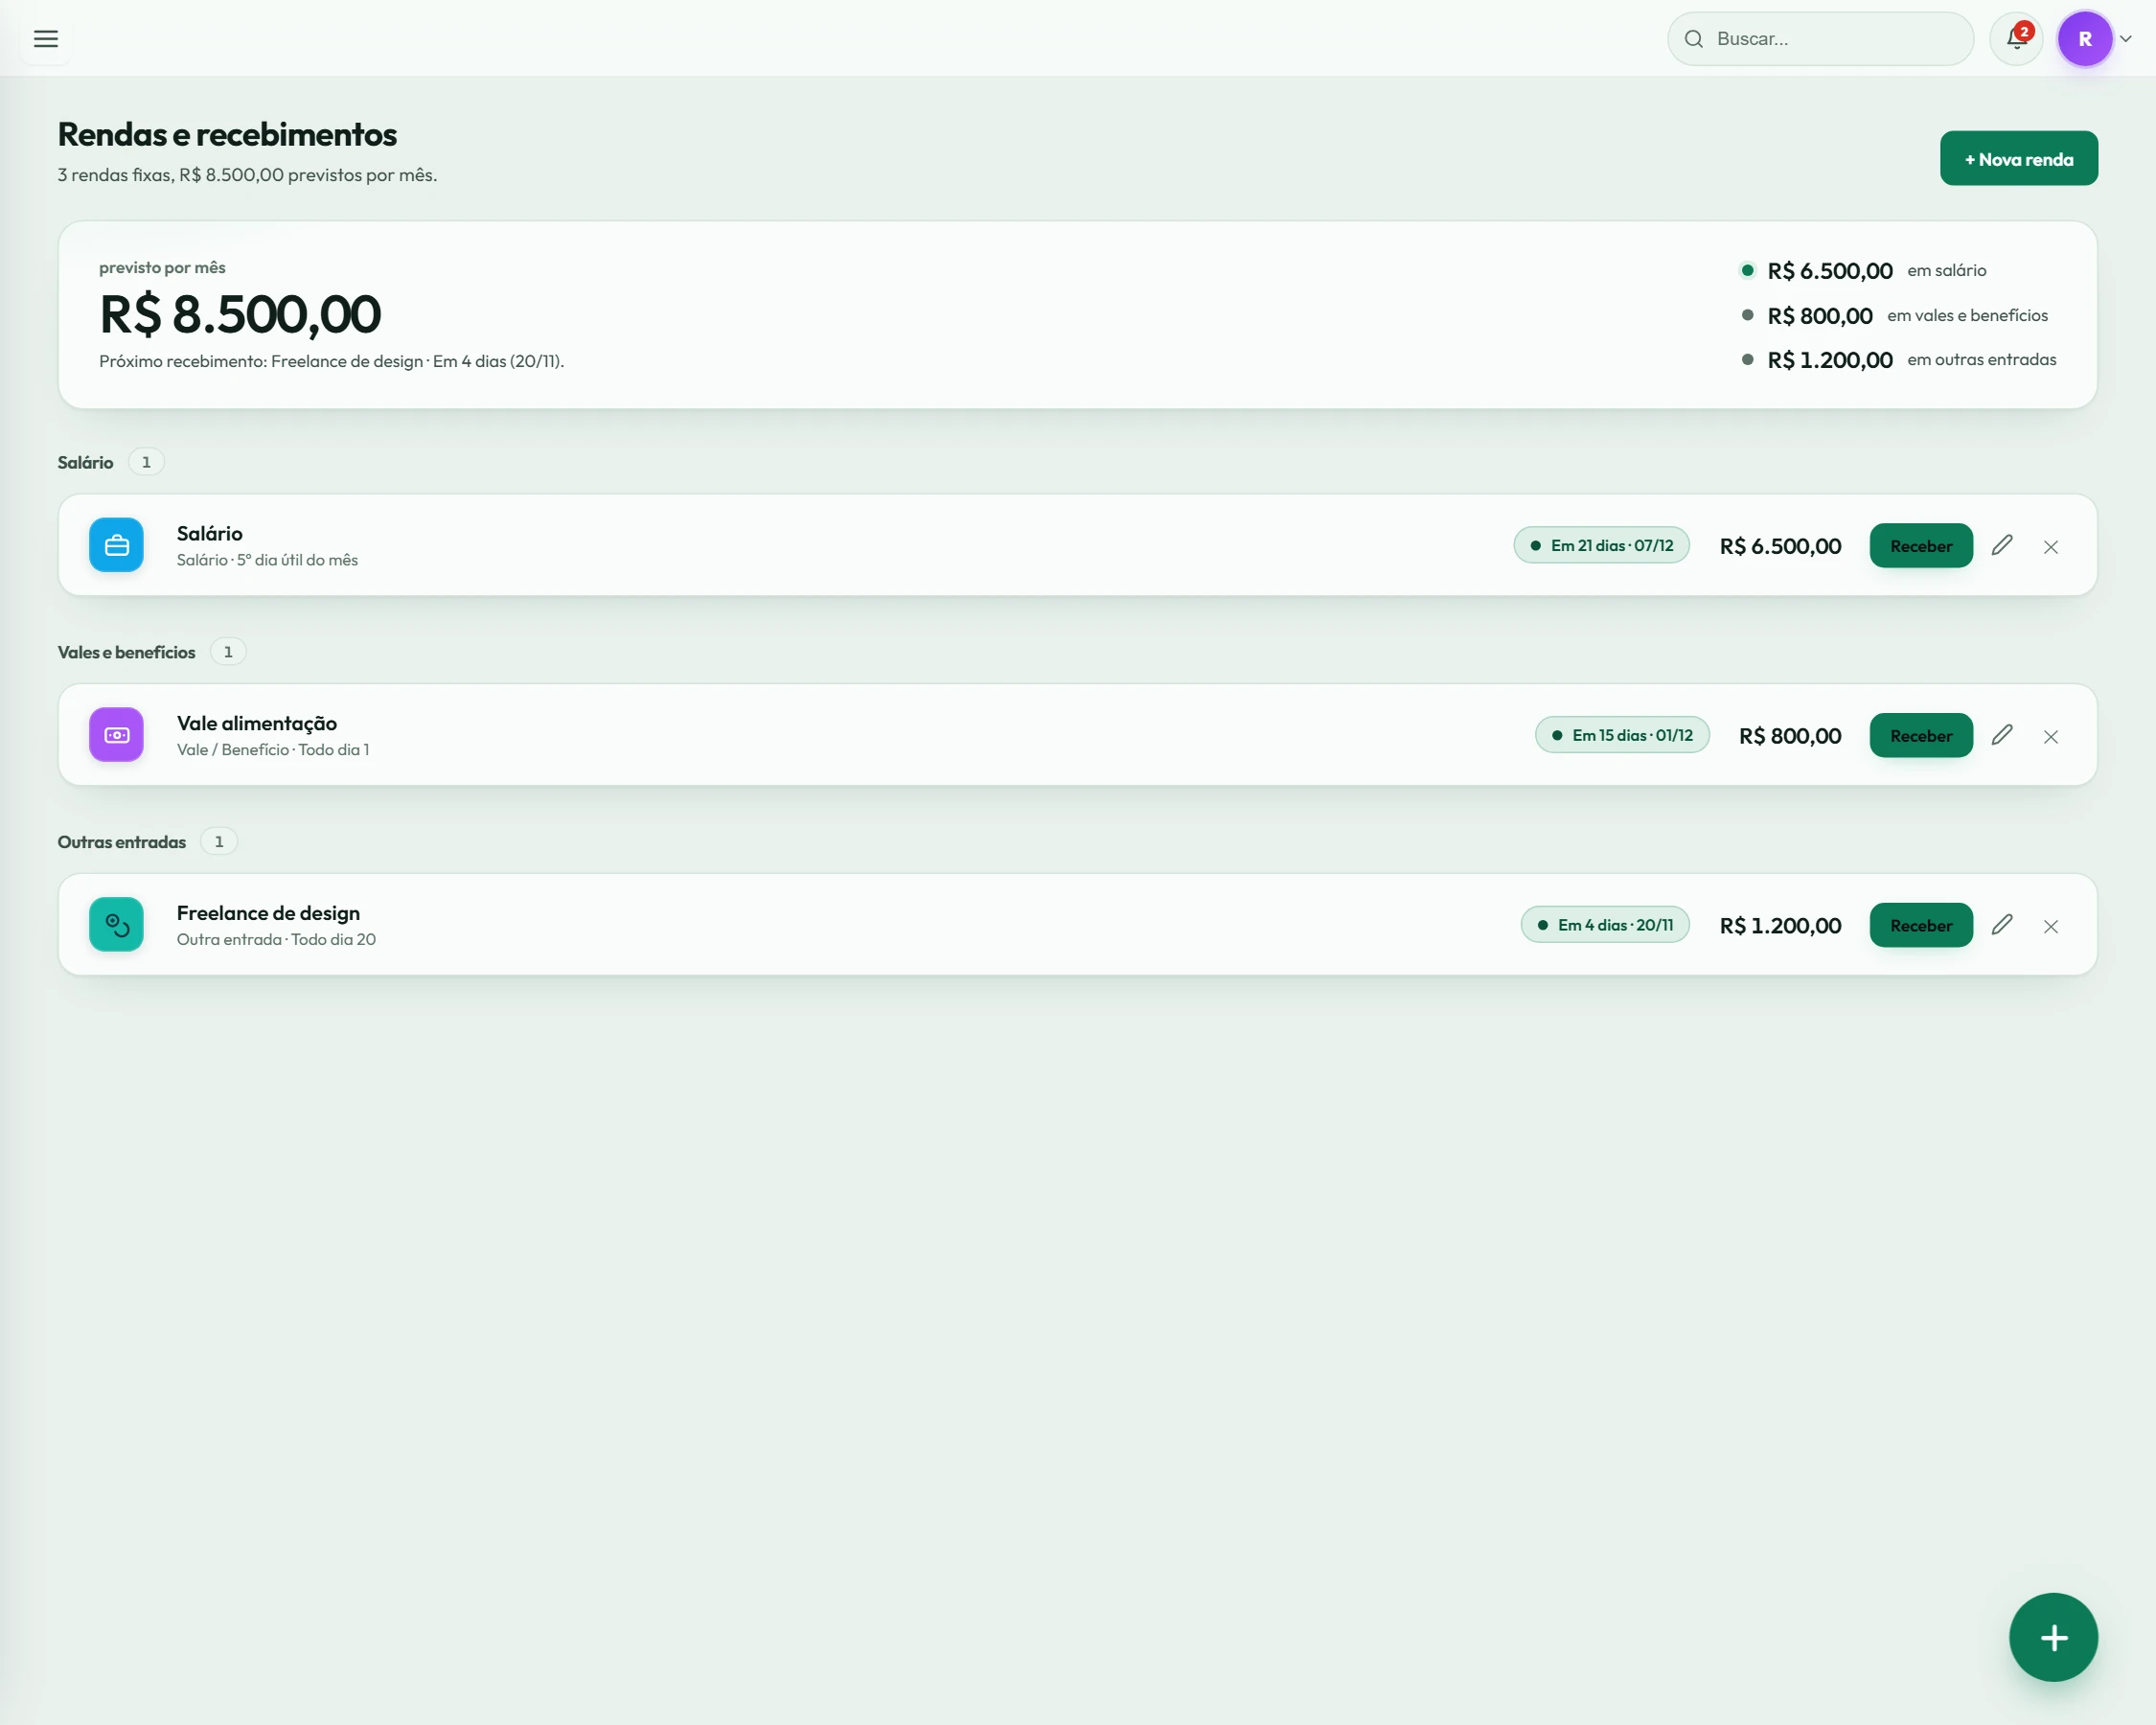 Buscar...
2
R
Rendas e recebimentos
3 rendas fixas, R$ 8.500,00 previstos por mês.
+ Nova renda
previsto por mês
R$ 8.500,00
Próximo recebimento: Freelance de design · Em 4 dias (20/11).
R$ 6.500,00 em salário
R$ 800,00 em vales e benefícios
R$ 1.200,00 em outras entradas
Salário 1
Salário
Salário · 5º dia útil do mês
Em 21 dias · 07/12
R$ 6.500,00
Receber
Vales e benefícios 1
Vale alimentação
Vale / Benefício · Todo dia 1
Em 15 dias · 01/12
R$ 800,00
Receber
Outras entradas 1
Freelance de design
Outra entrada · Todo dia 20
Em 4 dias · 20/11
R$ 1.200,00
Receber